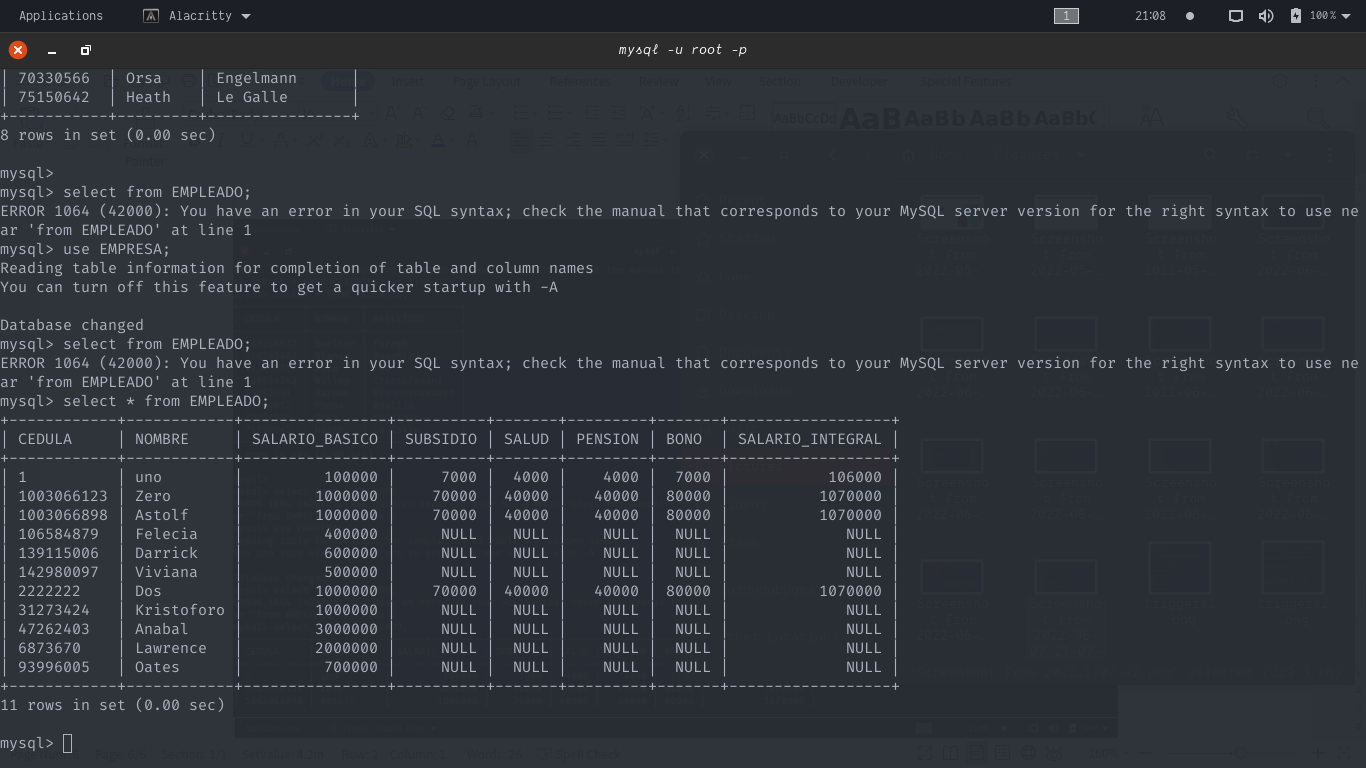 Applications Alacritty 1 21:08 100%
mysql -u root -p
| 70330566 | Orsa | Engelmann |
| 75150642 | Heath | Le Galle |
+-----------+---------+----------------+
8 rows in set (0.00 sec)
mysql>
mysql> select from EMPLEADO;
ERROR 1064 (42000): You have an error in your SQL syntax; check the manual that corresponds to your MySQL server version for the right syntax to use ne
ar 'from EMPLEADO' at line 1
mysql> use EMPRESA;
Reading table information for completion of table and column names
You can turn off this feature to get a quicker startup with -A
Database changed
mysql> select from EMPLEADO;
ERROR 1064 (42000): You have an error in your SQL syntax; check the manual that corresponds to your MySQL server version for the right syntax to use ne
ar 'from EMPLEADO' at line 1
mysql> select * from EMPLEADO;
+------------+------------+----------------+----------+-------+---------+-------+------------------+
| CEDULA | NOMBRE | SALARIO_BASICO | SUBSIDIO | SALUD | PENSION | BONO | SALARIO_INTEGRAL |
+------------+------------+----------------+----------+-------+---------+-------+------------------+
| 1 | uno | 100000 | 7000 | 4000 | 4000 | 7000 | 106000 |
| 1003066123 | Zero | 1000000 | 70000 | 40000 | 40000 | 80000 | 1070000 |
| 1003066898 | Astolf | 1000000 | 70000 | 40000 | 40000 | 80000 | 1070000 |
| 106584879 | Felecia | 400000 | NULL | NULL | NULL | NULL | NULL |
| 139115006 | Darrick | 600000 | NULL | NULL | NULL | NULL | NULL |
| 142980097 | Viviana | 500000 | NULL | NULL | NULL | NULL | NULL |
| 2222222 | Dos | 1000000 | 70000 | 40000 | 40000 | 80000 | 1070000 |
| 31273424 | Kristoforo | 1000000 | NULL | NULL | NULL | NULL | NULL |
| 47262403 | Anabal | 3000000 | NULL | NULL | NULL | NULL | NULL |
| 6873670 | Lawrence | 2000000 | NULL | NULL | NULL | NULL | NULL |
| 93996005 | Oates | 700000 | NULL | NULL | NULL | NULL | NULL |
+------------+------------+----------------+----------+-------+---------+-------+------------------+
11 rows in set (0.00 sec)
mysql>